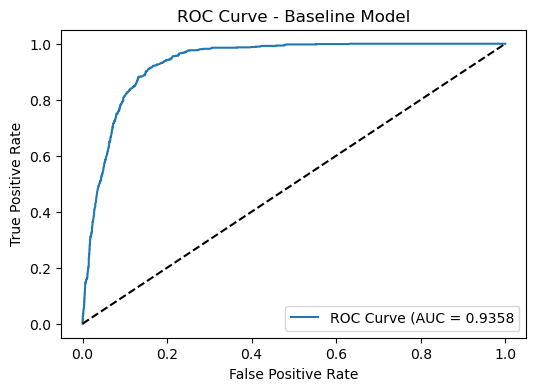 ROC Curve - Baseline Model
True Positive Rate
1.0
0.8
0.6
0.4
0.2
0.0
ROC Curve (AUC = 0.9358
0.0 0.2 0.4 0.6 0.8 1.0
False Positive Rate